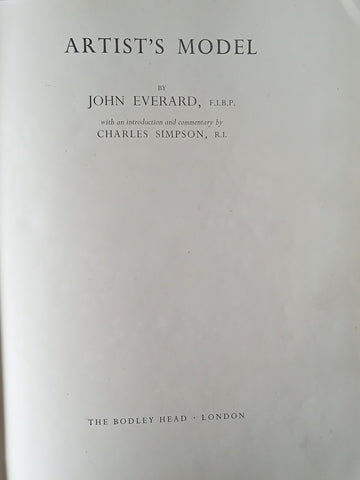 ARTIST'S MODEL
BY
JOHN EVERARD, F.I.B.P.
with an introduction and commentary by
CHARLES SIMPSON, R.I.
THE BODLEY HEAD · LONDON